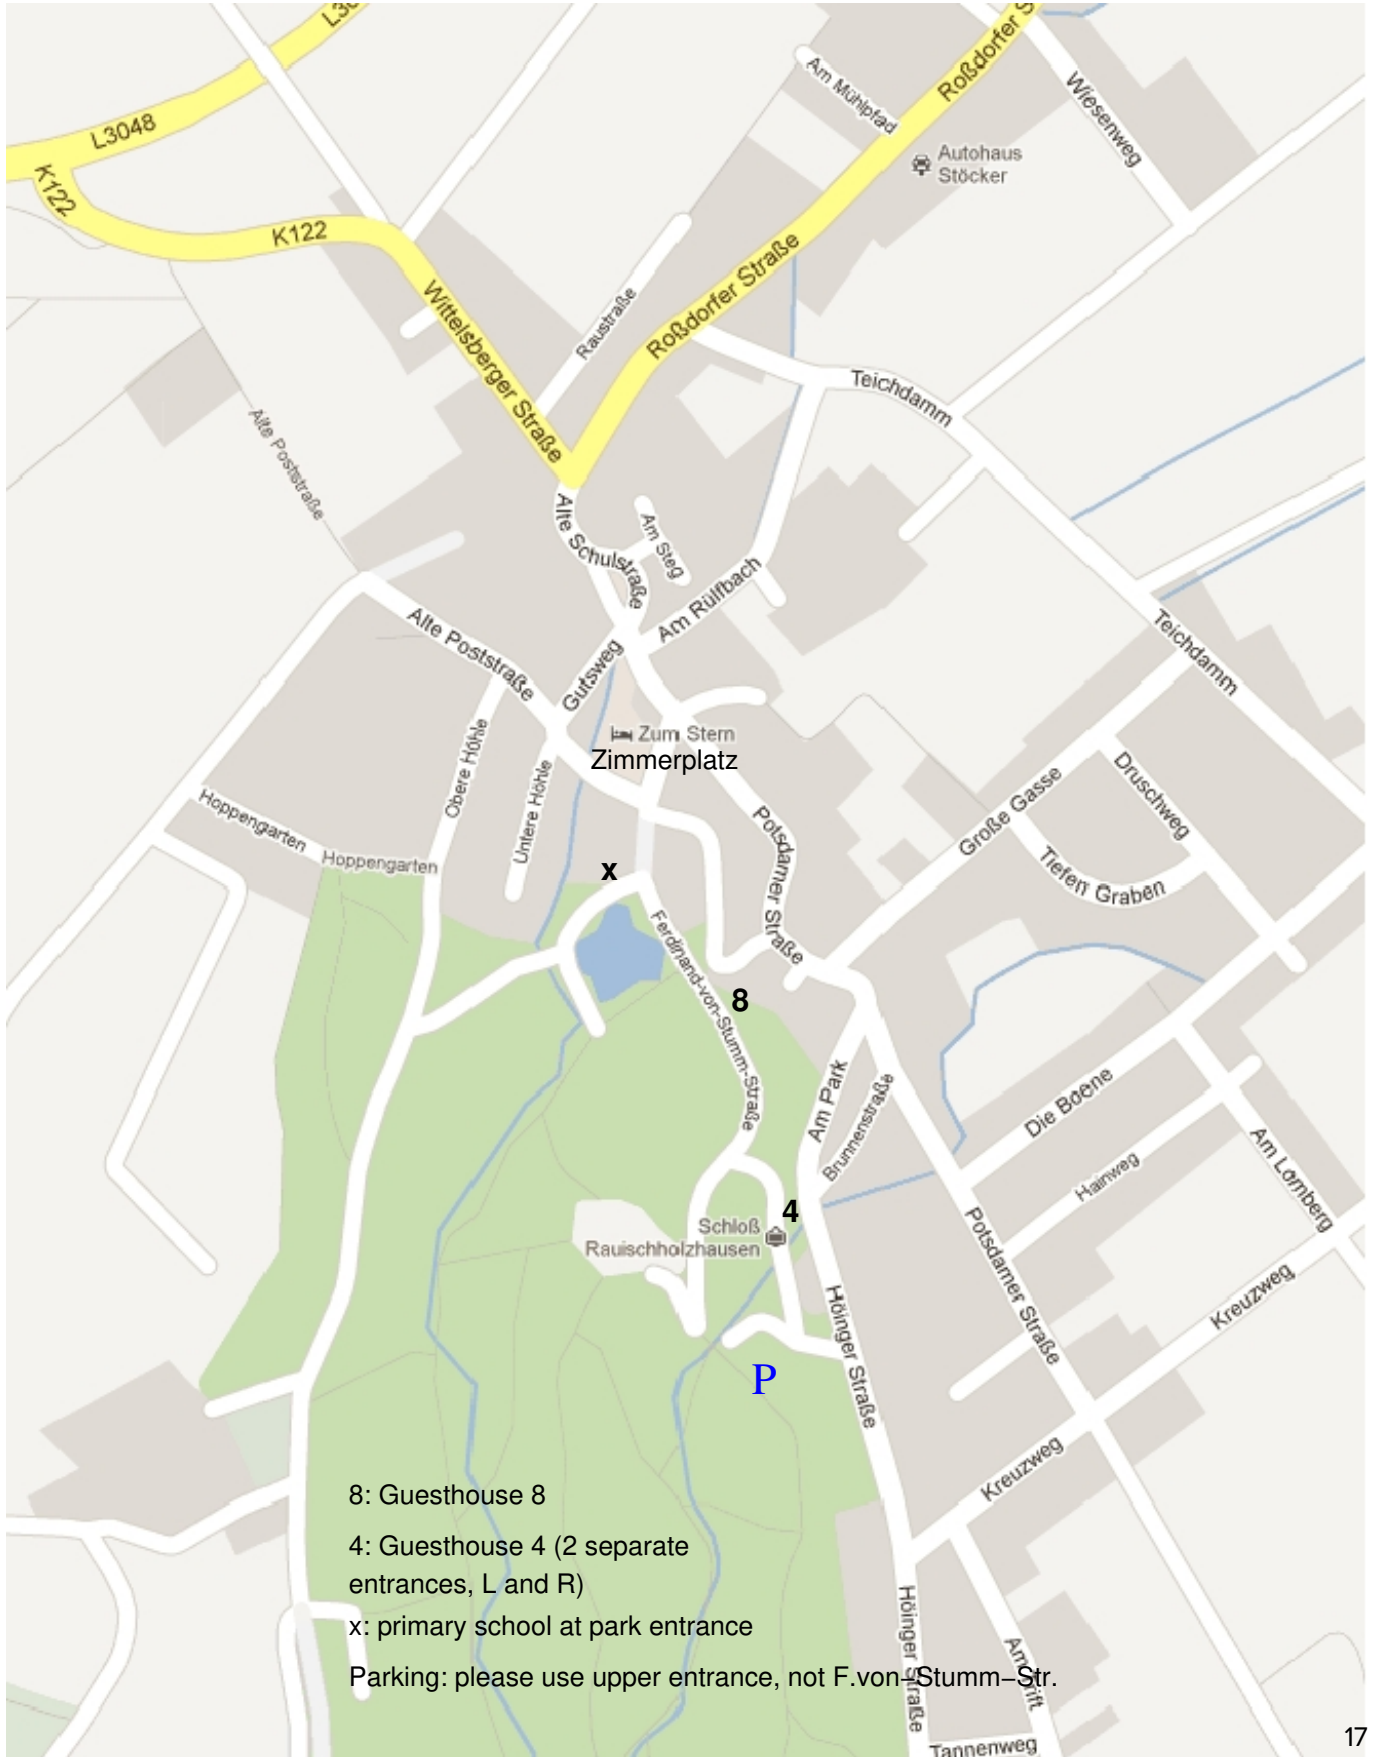 L30
L3048
K122
K122
Roßdorfer S
Am Mühlpfad
Wiesenweg
Autohaus
Stöcker
Wittelsberger Straße
Raustraße
Roßdorfer Straße
Teichdamm
Alte Poststraße
Alte Schulstraße
Am Steg
Am Rülfbach
Alte Poststraße
Gutsweg
Teichdamm
Zum Stern
Zimmerplatz
Obere Höhle
Untere Höhle
Hoppengarten
Hoppengarten
Potsdamer Straße
Große Gasse
Druschweg
Tiefen Graben
x
Ferdinand-von-Stumm-Straße
8
Am Park
Brunnenstraße
Die Boene
Hainweg
Am Lomberg
4
Schloß
Rauischholzhausen
Potsdamer Straße
Kreuzweg
Höinger Straße
P
Kreuzweg
8: Guesthouse 8
4: Guesthouse 4 (2 separate
entrances, L and R)
x: primary school at park entrance
Parking: please use upper entrance, not F.von−Stumm−Str.
Höinger Straße
Tannenweg
17